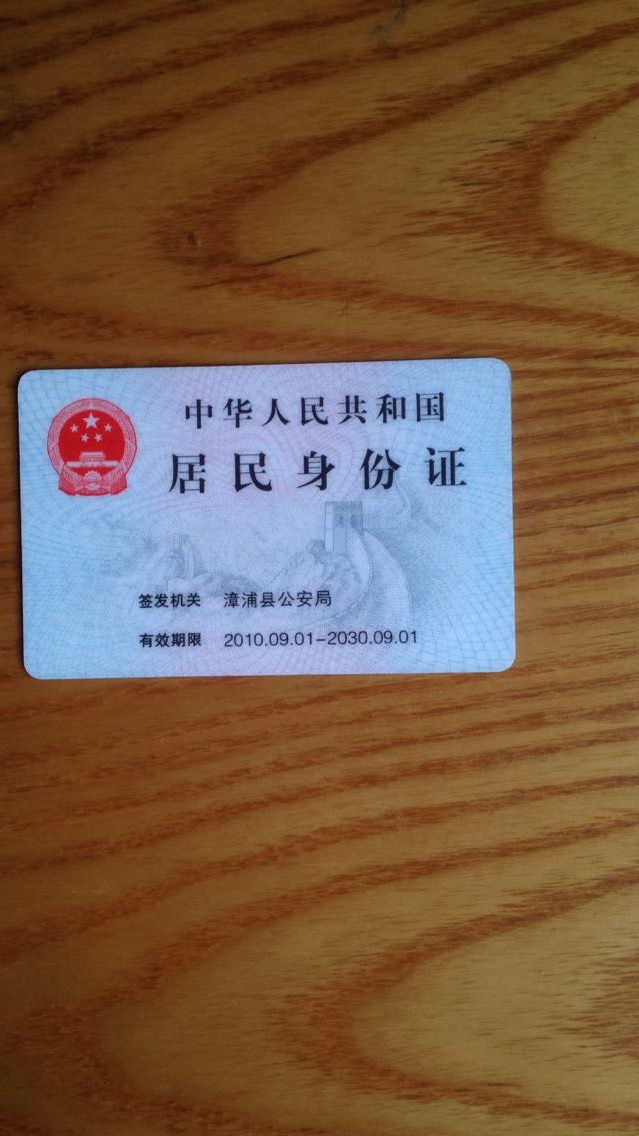 中华人民共和国
居民身份证
签发机关 漳浦县公安局
有效期限 2010.09.01-2030.09.01